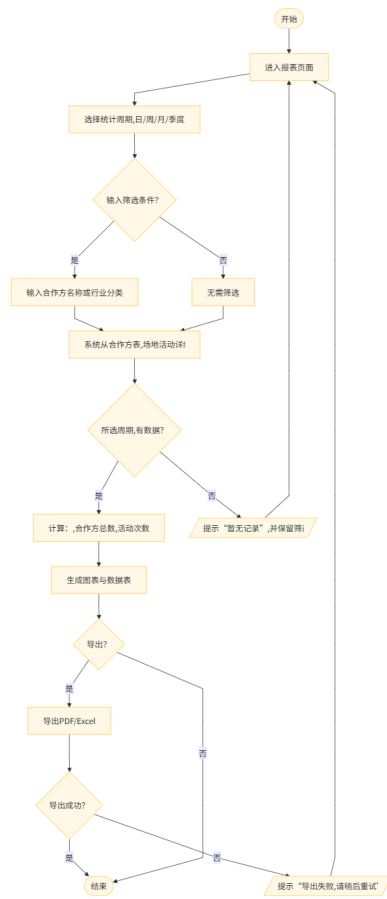 开始
进入报表页面
选择统计周期,日/周/月/季度
输入筛选条件?
是
否
输入合作方名称或行业分类
无需筛选
系统从合作方表,场地活动详
所选周期,有数据?
是
否
计算：,合作方总数,活动次数
提示“暂无记录”,并保留筛
生成图表与数据表
导出?
是
否
导出PDF/Excel
导出成功?
是
否
结束
提示“导出失败,请稍后重试”